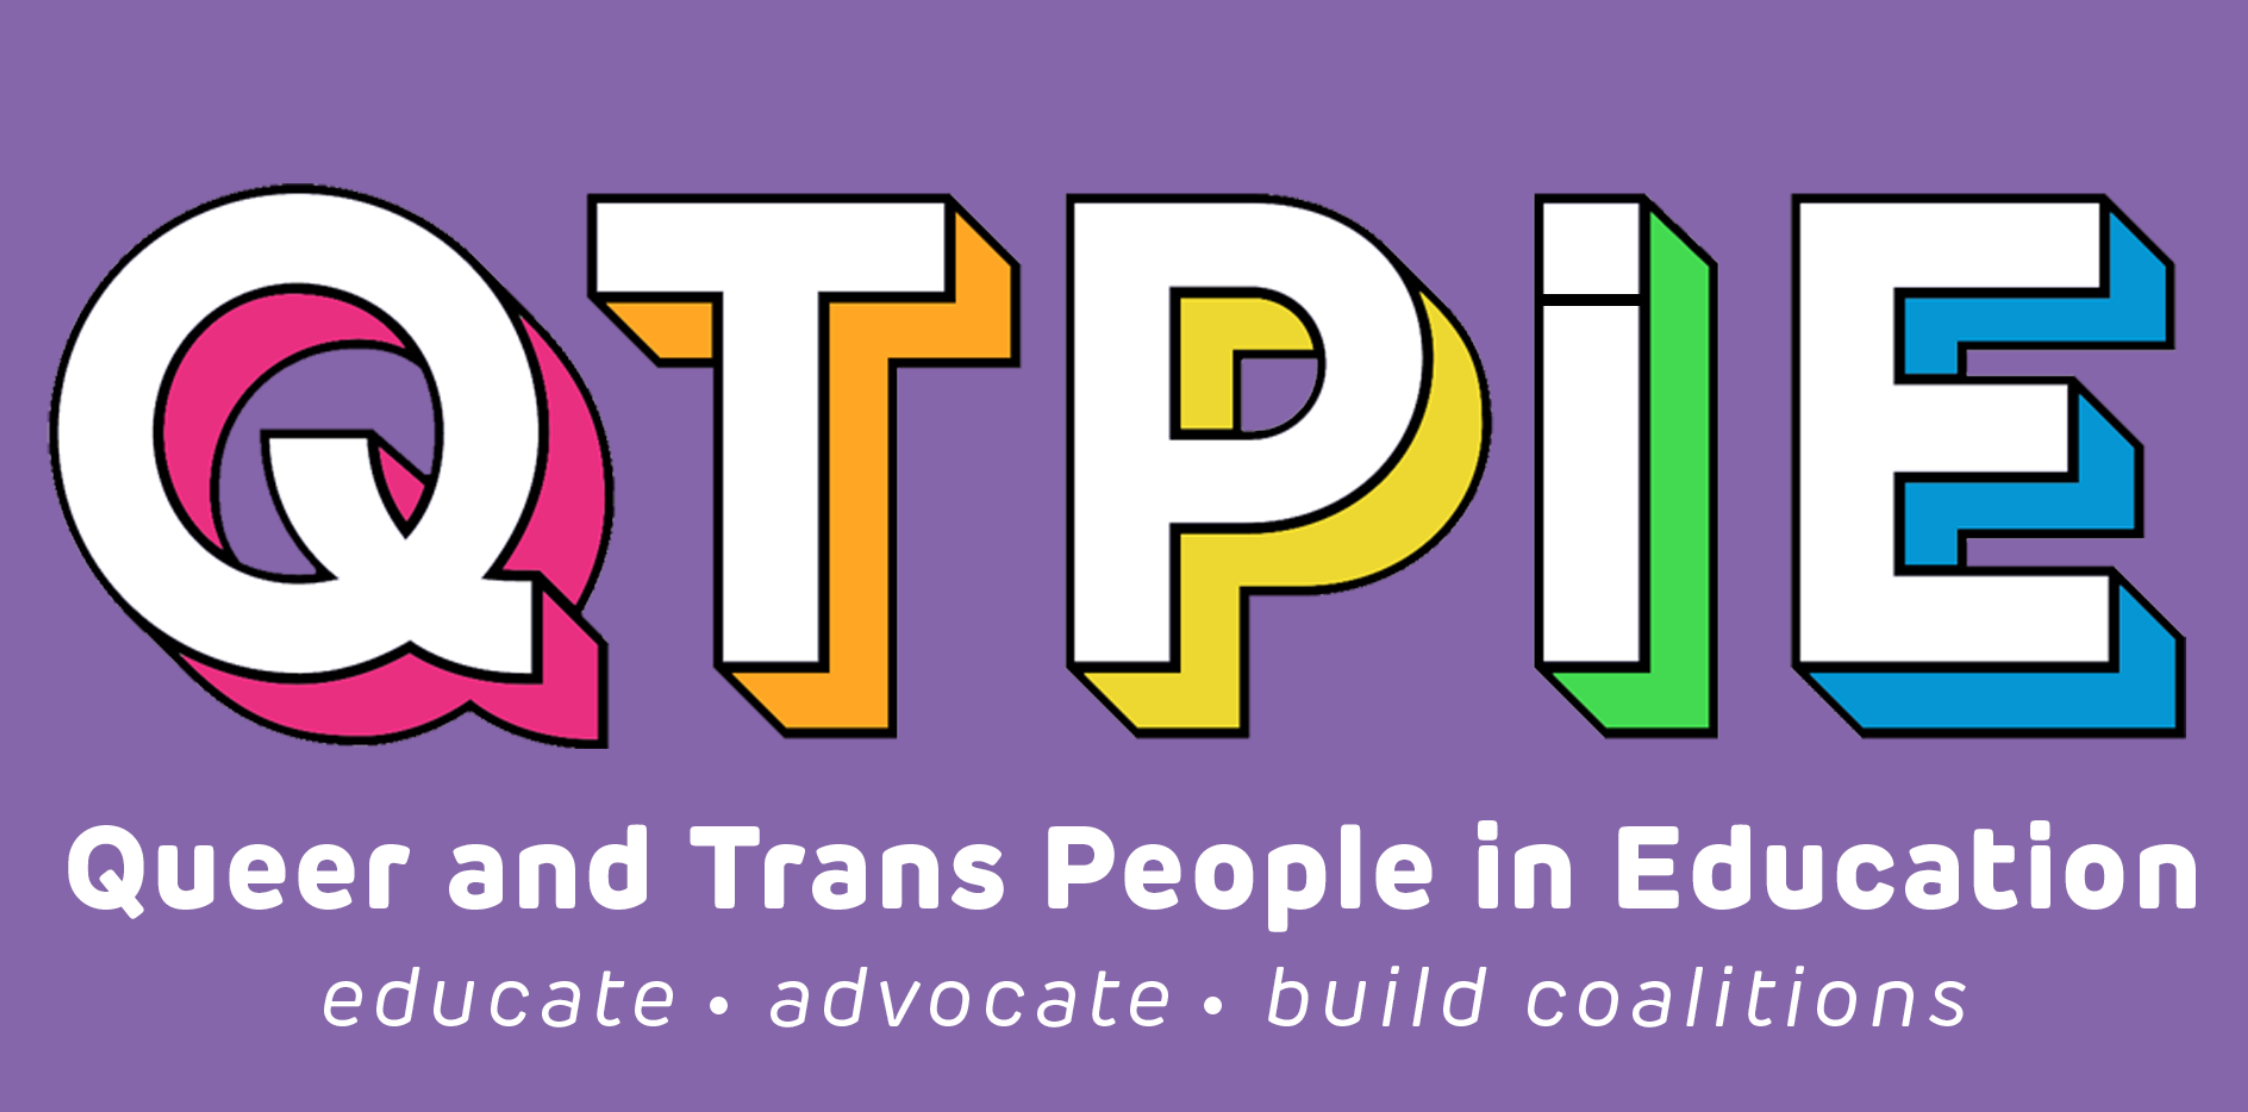 QTPiE
Queer and Trans People in Education
educate • advocate • build coalitions